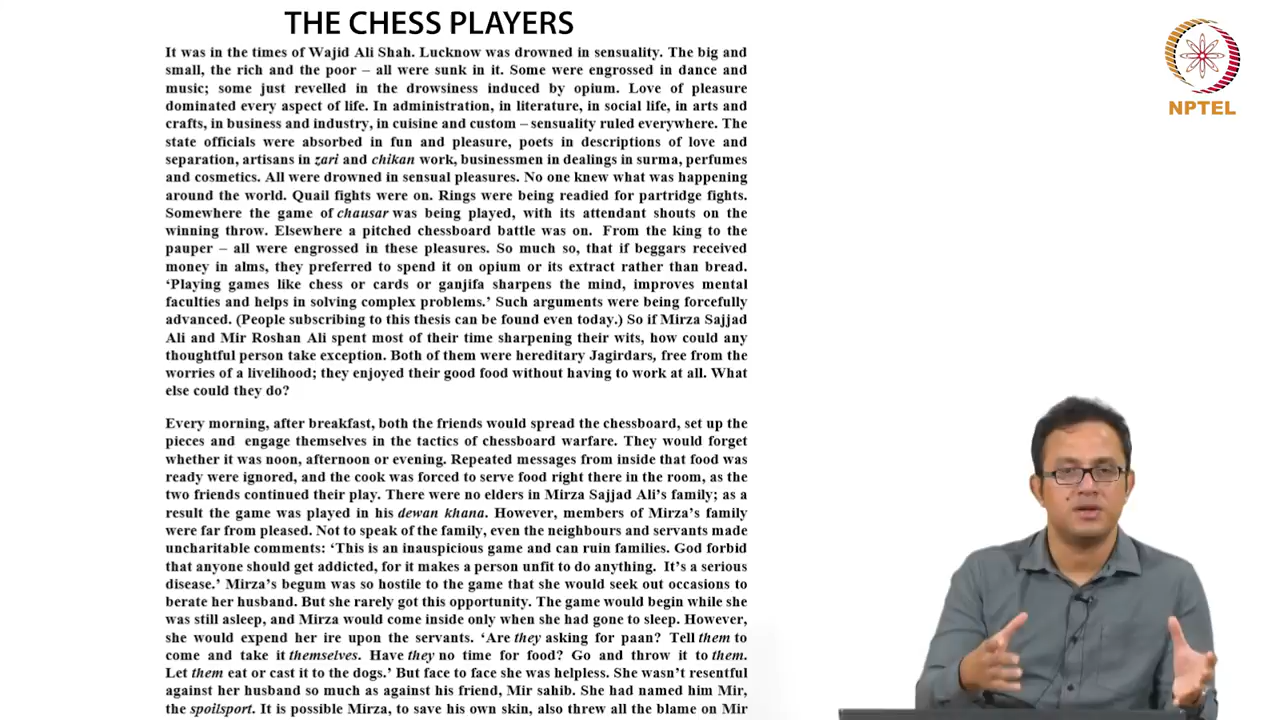 THE CHESS PLAYERS
It was in the times of Wajid Ali Shah. Lucknow was drowned in sensuality. The big and
small, the rich and the poor – all were sunk in it. Some were engrossed in dance and
music; some just revelled in the drowsiness induced by opium. Love of pleasure
dominated every aspect of life. In administration, in literature, in social life, in arts and
crafts, in business and industry, in cuisine and custom – sensuality ruled everywhere. The
state officials were absorbed in fun and pleasure, poets in descriptions of love and
separation, artisans in zari and chikan work, businessmen in dealings in surma, perfumes
and cosmetics. All were drowned in sensual pleasures. No one knew what was happening
around the world. Quail fights were on. Rings were being readied for partridge fights.
Somewhere the game of chausar was being played, with its attendant shouts on the
winning throw. Elsewhere a pitched chessboard battle was on. From the king to the
pauper – all were engrossed in these pleasures. So much so, that if beggars received
money in alms, they preferred to spend it on opium or its extract rather than bread.
‘Playing games like chess or cards or ganjifa sharpens the mind, improves mental
faculties and helps in solving complex problems.’ Such arguments were being forcefully
advanced. (People subscribing to this thesis can be found even today.) So if Mirza Sajjad
Ali and Mir Roshan Ali spent most of their time sharpening their wits, how could any
thoughtful person take exception. Both of them were hereditary Jagirdars, free from the
worries of a livelihood; they enjoyed their good food without having to work at all. What
else could they do?
Every morning, after breakfast, both the friends would spread the chessboard, set up the
pieces and engage themselves in the tactics of chessboard warfare. They would forget
whether it was noon, afternoon or evening. Repeated messages from inside that food was
ready were ignored, and the cook was forced to serve food right there in the room, as the
two friends continued their play. There were no elders in Mirza Sajjad Ali’s family; as a
result the game was played in his dewan khana. However, members of Mirza’s family
were far from pleased. Not to speak of the family, even the neighbours and servants made
uncharitable comments: ‘This is an inauspicious game and can ruin families. God forbid
that anyone should get addicted, for it makes a person unfit to do anything. It’s a serious
disease.’ Mirza’s begum was so hostile to the game that she would seek out occasions to
berate her husband. But she rarely got this opportunity. The game would begin while she
was still asleep, and Mirza would come inside only when she had gone to sleep. However,
she would expend her ire upon the servants. ‘Are they asking for paan? Tell them to
come and take it themselves. Have they no time for food? Go and throw it to them.
Let them eat or cast it to the dogs.’ But face to face she was helpless. She wasn’t resentful
against her husband so much as against his friend, Mir sahib. She had named him Mir,
the spoilsport. It is possible Mirza, to save his own skin, also threw all the blame on Mir
NPTEL